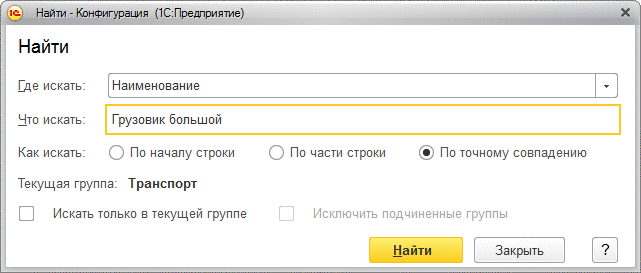 Найти - Конфигурация (1С:Предприятие)
Найти
Где искать: Наименование
Что искать: Грузовик большой
Как искать: По началу строки По части строки По точному совпадению
Текущая группа: Транспорт
Искать только в текущей группе Исключить подчиненные группы
Найти Закрыть ?